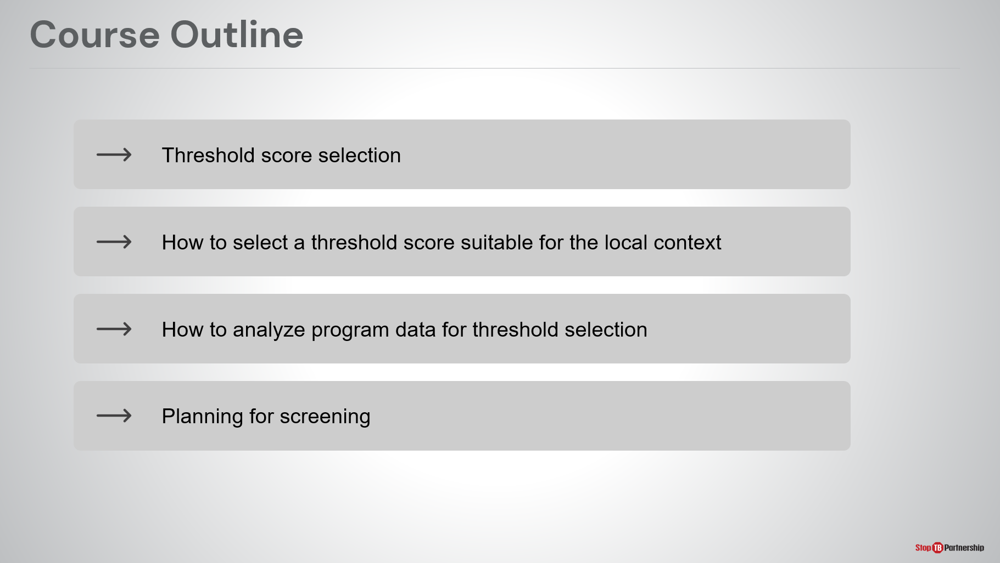 Course Outline
Threshold score selection
How to select a threshold score suitable for the local context
How to analyze program data for threshold selection
Planning for screening
Stop TB Partnership